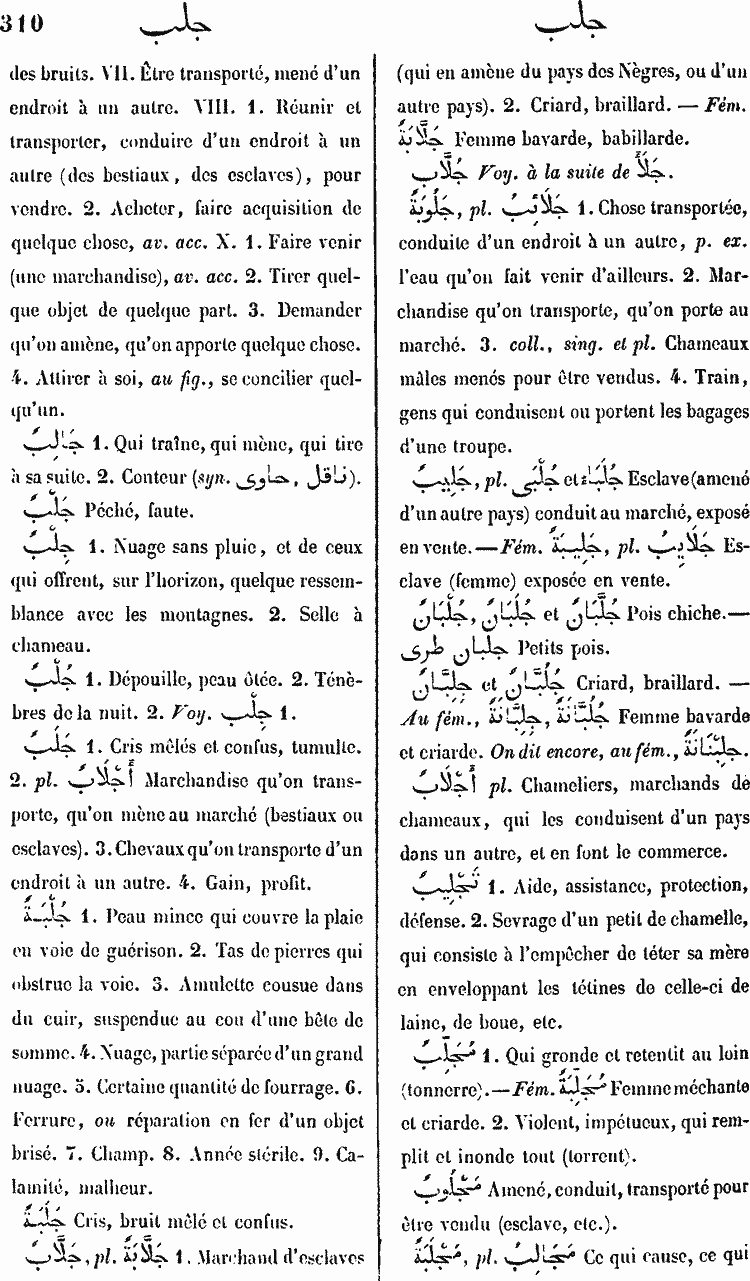 310 جلب جلب
des bruits. VII. Être transporté, mené d'un
endroit à un autre. VIII. 1. Réunir et
transporter, conduire d'un endroit à un
autre (des bestiaux, des esclaves), pour
vendre. 2. Acheter, faire acquisition de
quelque chose, av. acc. X. 1. Faire venir
(une marchandise), av. acc. 2. Tirer quel-
que objet de quelque part. 3. Demander
qu'on amène, qu'on apporte quelque chose.
4. Attirer à soi, au fig., se concilier quel-
qu'un.
جَالِبٌ 1. Qui traîne, qui mène, qui tire
à sa suite. 2. Conteur (syn. ناقل, حاوى).
جَلْبٌ Péché, faute.
جِلْبٌ 1. Nuage sans pluie, et de ceux
qui offrent, sur l'horizon, quelque ressem-
blance avec les montagnes. 2. Selle à
chameau.
جُلْبٌ 1. Dépouille, peau ôtée. 2. Ténè-
bres de la nuit. 2. Voy. جِلْبٌ 1.
جَلَبٌ 1. Cris mêlés et confus, tumulte.
2. pl. أَجْلَابٌ Marchandise qu'on trans-
porte, qu'on mène au marché (bestiaux ou
esclaves). 3. Chevaux qu'on transporte d'un
endroit à un autre. 4. Gain, profit.
جُلْبَةٌ 1. Peau mince qui couvre la plaie
en voie de guérison. 2. Tas de pierres qui
obstrue la voie. 3. Amulette cousue dans
du cuir, suspendue au cou d'une bête de
somme. 4. Nuage, partie séparée d'un grand
nuage. 5. Certaine quantité de fourrage. 6.
Ferrure, ou réparation en fer d'un objet
brisé. 7. Champ. 8. Année stérile. 9. Ca-
lamité, malheur.
جَلَبَةٌ Cris, bruit mêlé et confus.
جَلَّابٌ, pl. جَلَّابَةٌ 1. Marchand d'esclaves
(qui en amène du pays des Nègres, ou d'un
autre pays). 2. Criard, braillard. — Fém.
جَلَّابَةٌ Femme bavarde, babillarde.
جُلَّابٌ Voy. à la suite de جَلَأَ.
جَلُوبَةٌ, pl. جَلَائِبُ 1. Chose transportée,
conduite d'un endroit à un autre, p. ex.
l'eau qu'on fait venir d'ailleurs. 2. Mar-
chandise qu'on transporte, qu'on porte au
marché. 3. coll., sing. et pl. Chameaux
mâles menés pour être vendus. 4. Train,
gens qui conduisent ou portent les bagages
d'une troupe.
جَلِيبٌ, pl. جَلْبَى et جُلَبَاءُ Esclave (amené
d'un autre pays) conduit au marché, exposé
en vente. — Fém. جَلِيبَةٌ, pl. جَلَايِبُ Es-
clave (femme) exposée en vente.
جُلْبَانٌ, جُلُبَانٌ et جُلُبَّانٌ Pois chiche. —
جلبان طرى Petits pois.
جِلِبَّانٌ et جُلُبَّانٌ Criard, braillard. —
Au fém., جُلُبَّانَةٌ, جِلِبَّانَةٌ Femme bavarde
et criarde. On dit encore, au fém., جِلِبْنَانَةٌ.
أَجْلَابٌ pl. Chameliers, marchands de
chameaux, qui les conduisent d'un pays
dans un autre, et en font le commerce.
تَجْلِيبٌ 1. Aide, assistance, protection,
défense. 2. Sevrage d'un petit de chamelle,
qui consiste à l'empêcher de téter sa mère
en enveloppant les tétines de celle-ci de
laine, de boue, etc.
مُجَلِّبٌ 1. Qui gronde et retentit au loin
(tonnerre). — Fém. مُجَلِّبَةٌ Femme méchante
et criarde. 2. Violent, impétueux, qui rem-
plit et inonde tout (torrent).
مَجْلُوبٌ Amené, conduit, transporté pour
être vendu (esclave, etc.).
مَجْلَبَةٌ, pl. مَجَالِبُ Ce qui cause, ce qui